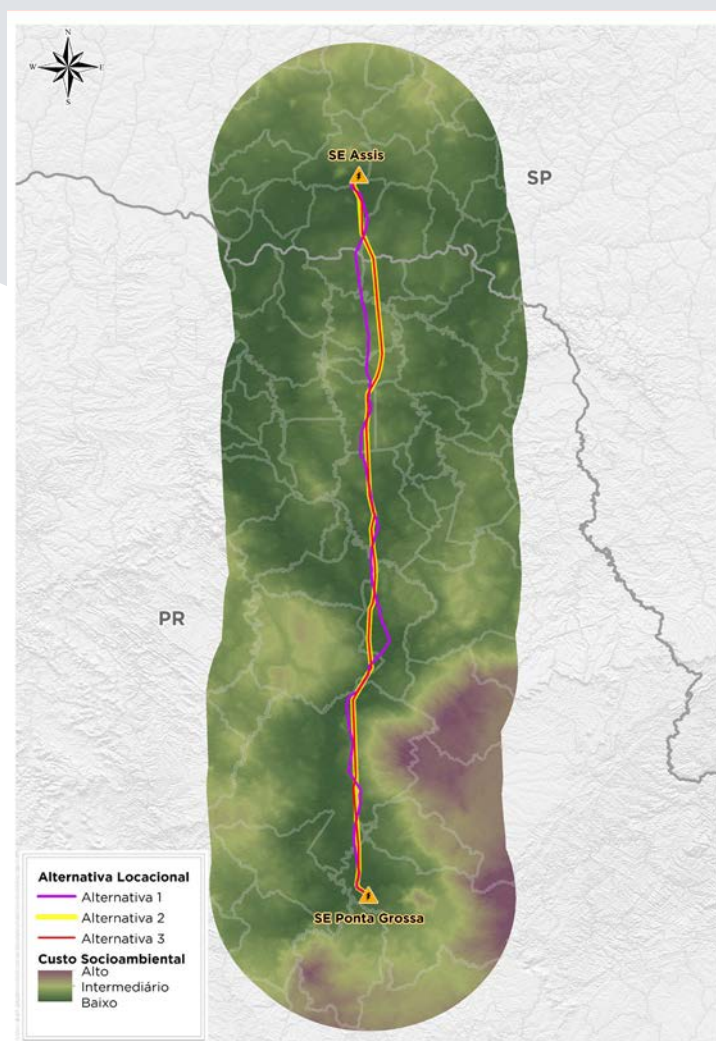 N
W E
S
SE Assis
SP
PR
SE Ponta Grossa
Alternativa Locacional
Alternativa 1
Alternativa 2
Alternativa 3
Custo Socioambiental
Alto
Intermediário
Baixo